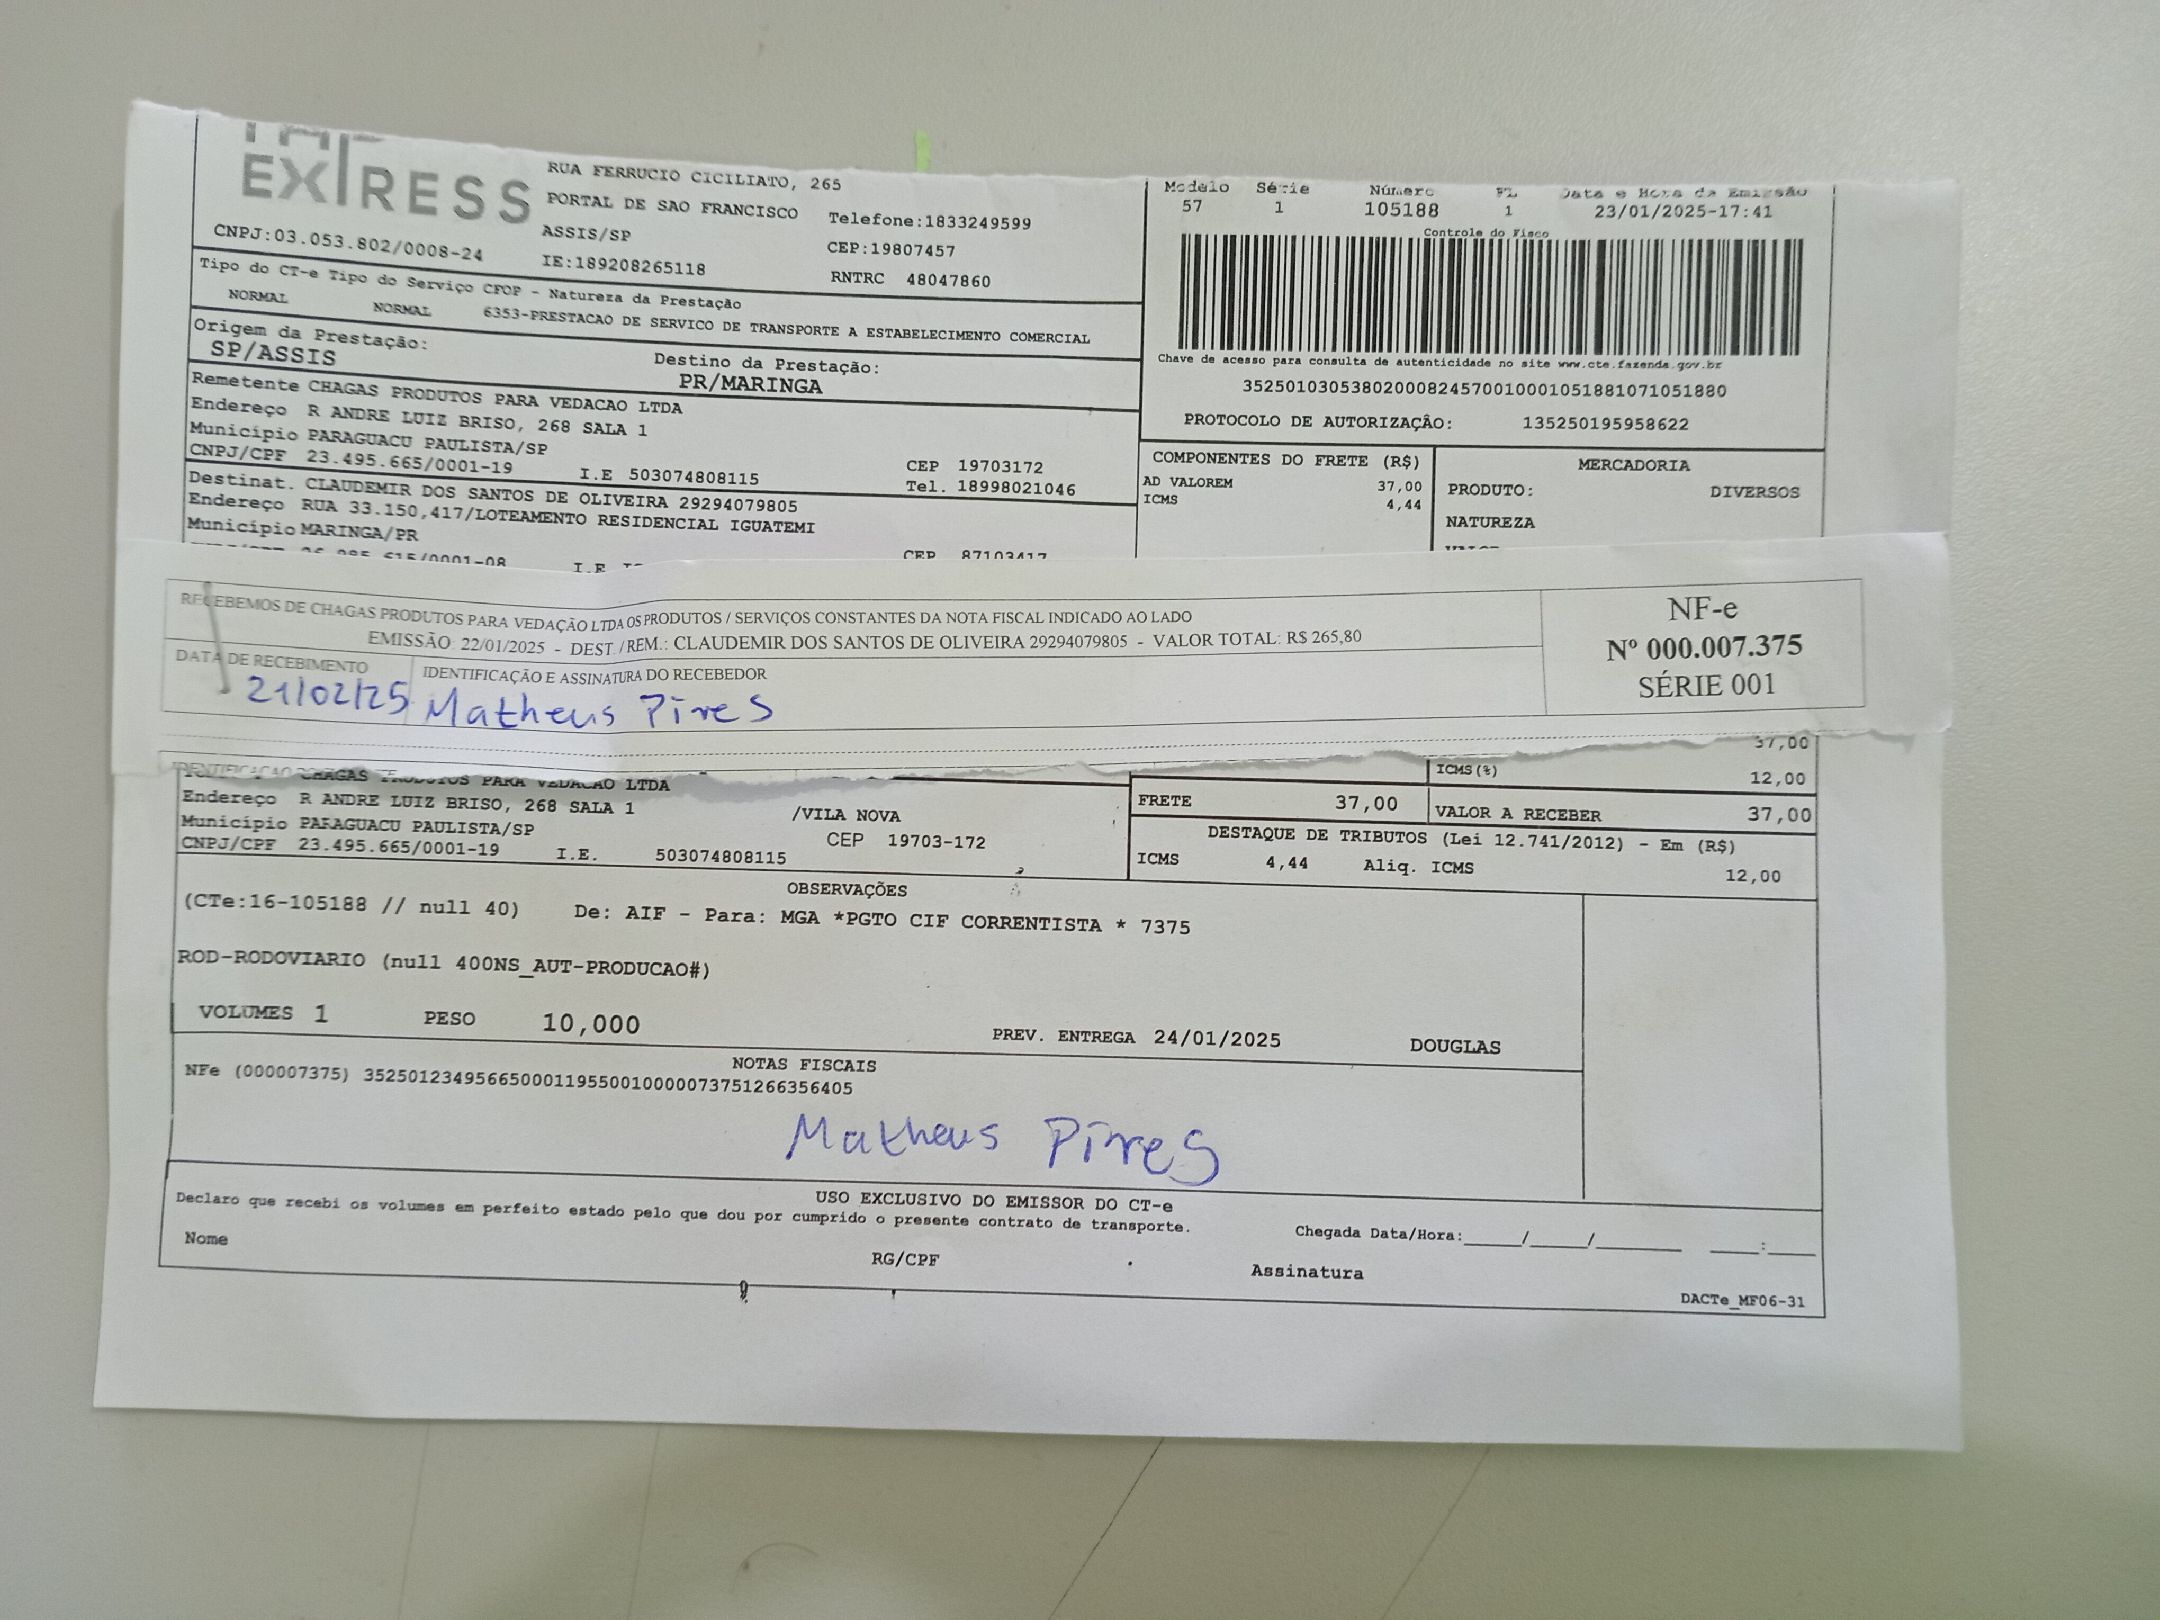 EXPRESS
RUA FERRUCIO CICILIATO, 265
PORTAL DE SAO FRANCISCO
Telefone:1833249599
ASSIS/SP
CEP:19807457
CNPJ:03.053.802/0008-24
IE:189208265118
RNTRC 48047860
Modelo Série Número FL Data e Hora da Emissão
57 1 105188 1 23/01/2025-17:41
Controle do Fisco
Tipo do CT-e Tipo do Serviço CFOP - Natureza da Prestação
NORMAL NORMAL 6353-PRESTACAO DE SERVICO DE TRANSPORTE A ESTABELECIMENTO COMERCIAL
Origem da Prestação: Destino da Prestação:
SP/ASSIS PR/MARINGA
Chave de acesso para consulta de autenticidade no site www.cte.fazenda.gov.br
35250103053802000824570010001051881071051880
PROTOCOLO DE AUTORIZAÇÂO: 135250195958622
Remetente CHAGAS PRODUTOS PARA VEDACAO LTDA
Endereço R ANDRE LUIZ BRISO, 268 SALA 1
Município PARAGUACU PAULISTA/SP CEP 19703172
CNPJ/CPF 23.495.665/0001-19 I.E 503074808115 Tel. 18998021046
Destinat. CLAUDEMIR DOS SANTOS DE OLIVEIRA 29294079805
Endereço RUA 33.150,417/LOTEAMENTO RESIDENCIAL IGUATEMI
Município MARINGA/PR CEP 87103417
615/0001-08 I.E
COMPONENTES DO FRETE (R$)
AD VALOREM 37,00
ICMS 4,44
MERCADORIA
PRODUTO: DIVERSOS
NATUREZA
RECEBEMOS DE CHAGAS PRODUTOS PARA VEDAÇÃO LTDA OS PRODUTOS / SERVIÇOS CONSTANTES DA NOTA FISCAL INDICADO AO LADO
EMISSÃO: 22/01/2025 - DEST./REM.: CLAUDEMIR DOS SANTOS DE OLIVEIRA 29294079805 - VALOR TOTAL: R$ 265,80
DATA DE RECEBIMENTO IDENTIFICAÇÃO E ASSINATURA DO RECEBEDOR
21/02/25 Matheus Pires
NF-e
Nº 000.007.375
SÉRIE 001
IDENTIFICACAO CHAGAS PRODUTOS PARA VEDACAO LTDA
Endereço R ANDRE LUIZ BRISO, 268 SALA 1 /VILA NOVA
Município PARAGUACU PAULISTA/SP CEP 19703-172
CNPJ/CPF 23.495.665/0001-19 I.E. 503074808115
37,00
ICMS(%) 12,00
FRETE 37,00 VALOR A RECEBER 37,00
DESTAQUE DE TRIBUTOS (Lei 12.741/2012) - Em (R$)
ICMS 4,44 Aliq. ICMS 12,00
OBSERVAÇÕES
(CTe:16-105188 // null 40) De: AIF - Para: MGA *PGTO CIF CORRENTISTA * 7375
ROD-RODOVIARIO (null 400NS_AUT-PRODUCAO#)
VOLUMES 1 PESO 10,000 PREV. ENTREGA 24/01/2025 DOUGLAS
NOTAS FISCAIS
NFe (000007375) 35250123495665000119550010000073751266356405
Matheus Pires
USO EXCLUSIVO DO EMISSOR DO CT-e
Declaro que recebi os volumes em perfeito estado pelo que dou por cumprido o presente contrato de transporte.
Chegada Data/Hora:____/____/______ ____:____
Nome RG/CPF Assinatura
DACTe_MF06-31